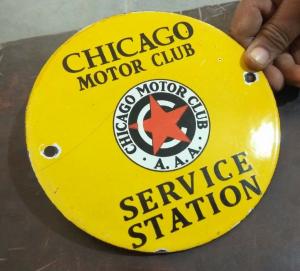 CHICAGO
MOTOR CLUB
CHICAGO MOTOR CLUB
A.A.A.
SERVICE
STATION